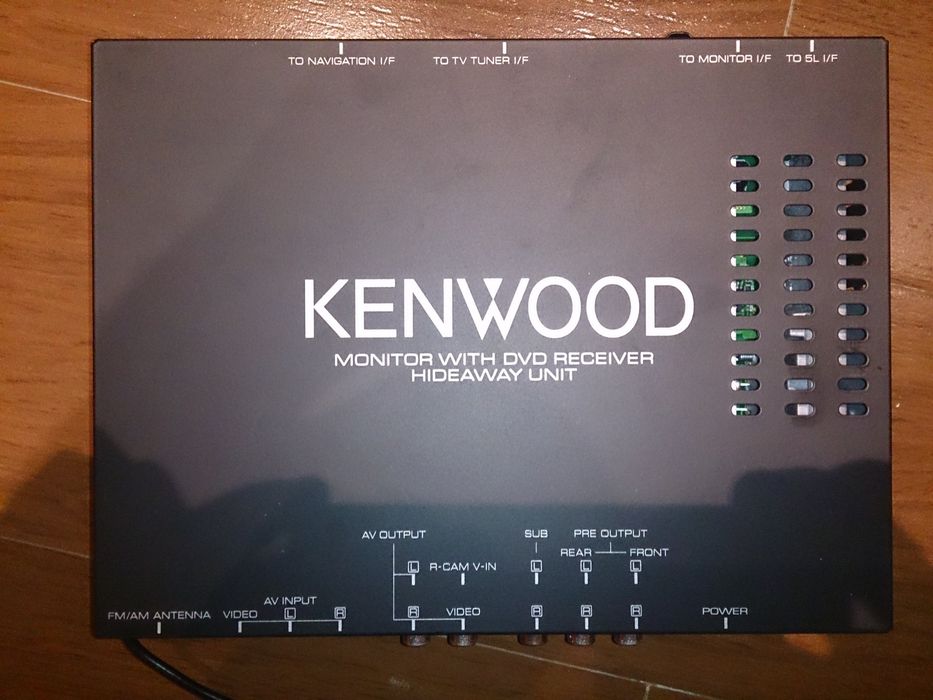 TO NAVIGATION I/F TO TV TUNER I/F TO MONITOR I/F TO 5L I/F
KENWOOD
MONITOR WITH DVD RECEIVER
HIDEAWAY UNIT
AV OUTPUT SUB PRE OUTPUT
REAR FRONT
L R-CAM V-IN L L L
AV INPUT
FM/AM ANTENNA VIDEO L R R VIDEO R R R POWER